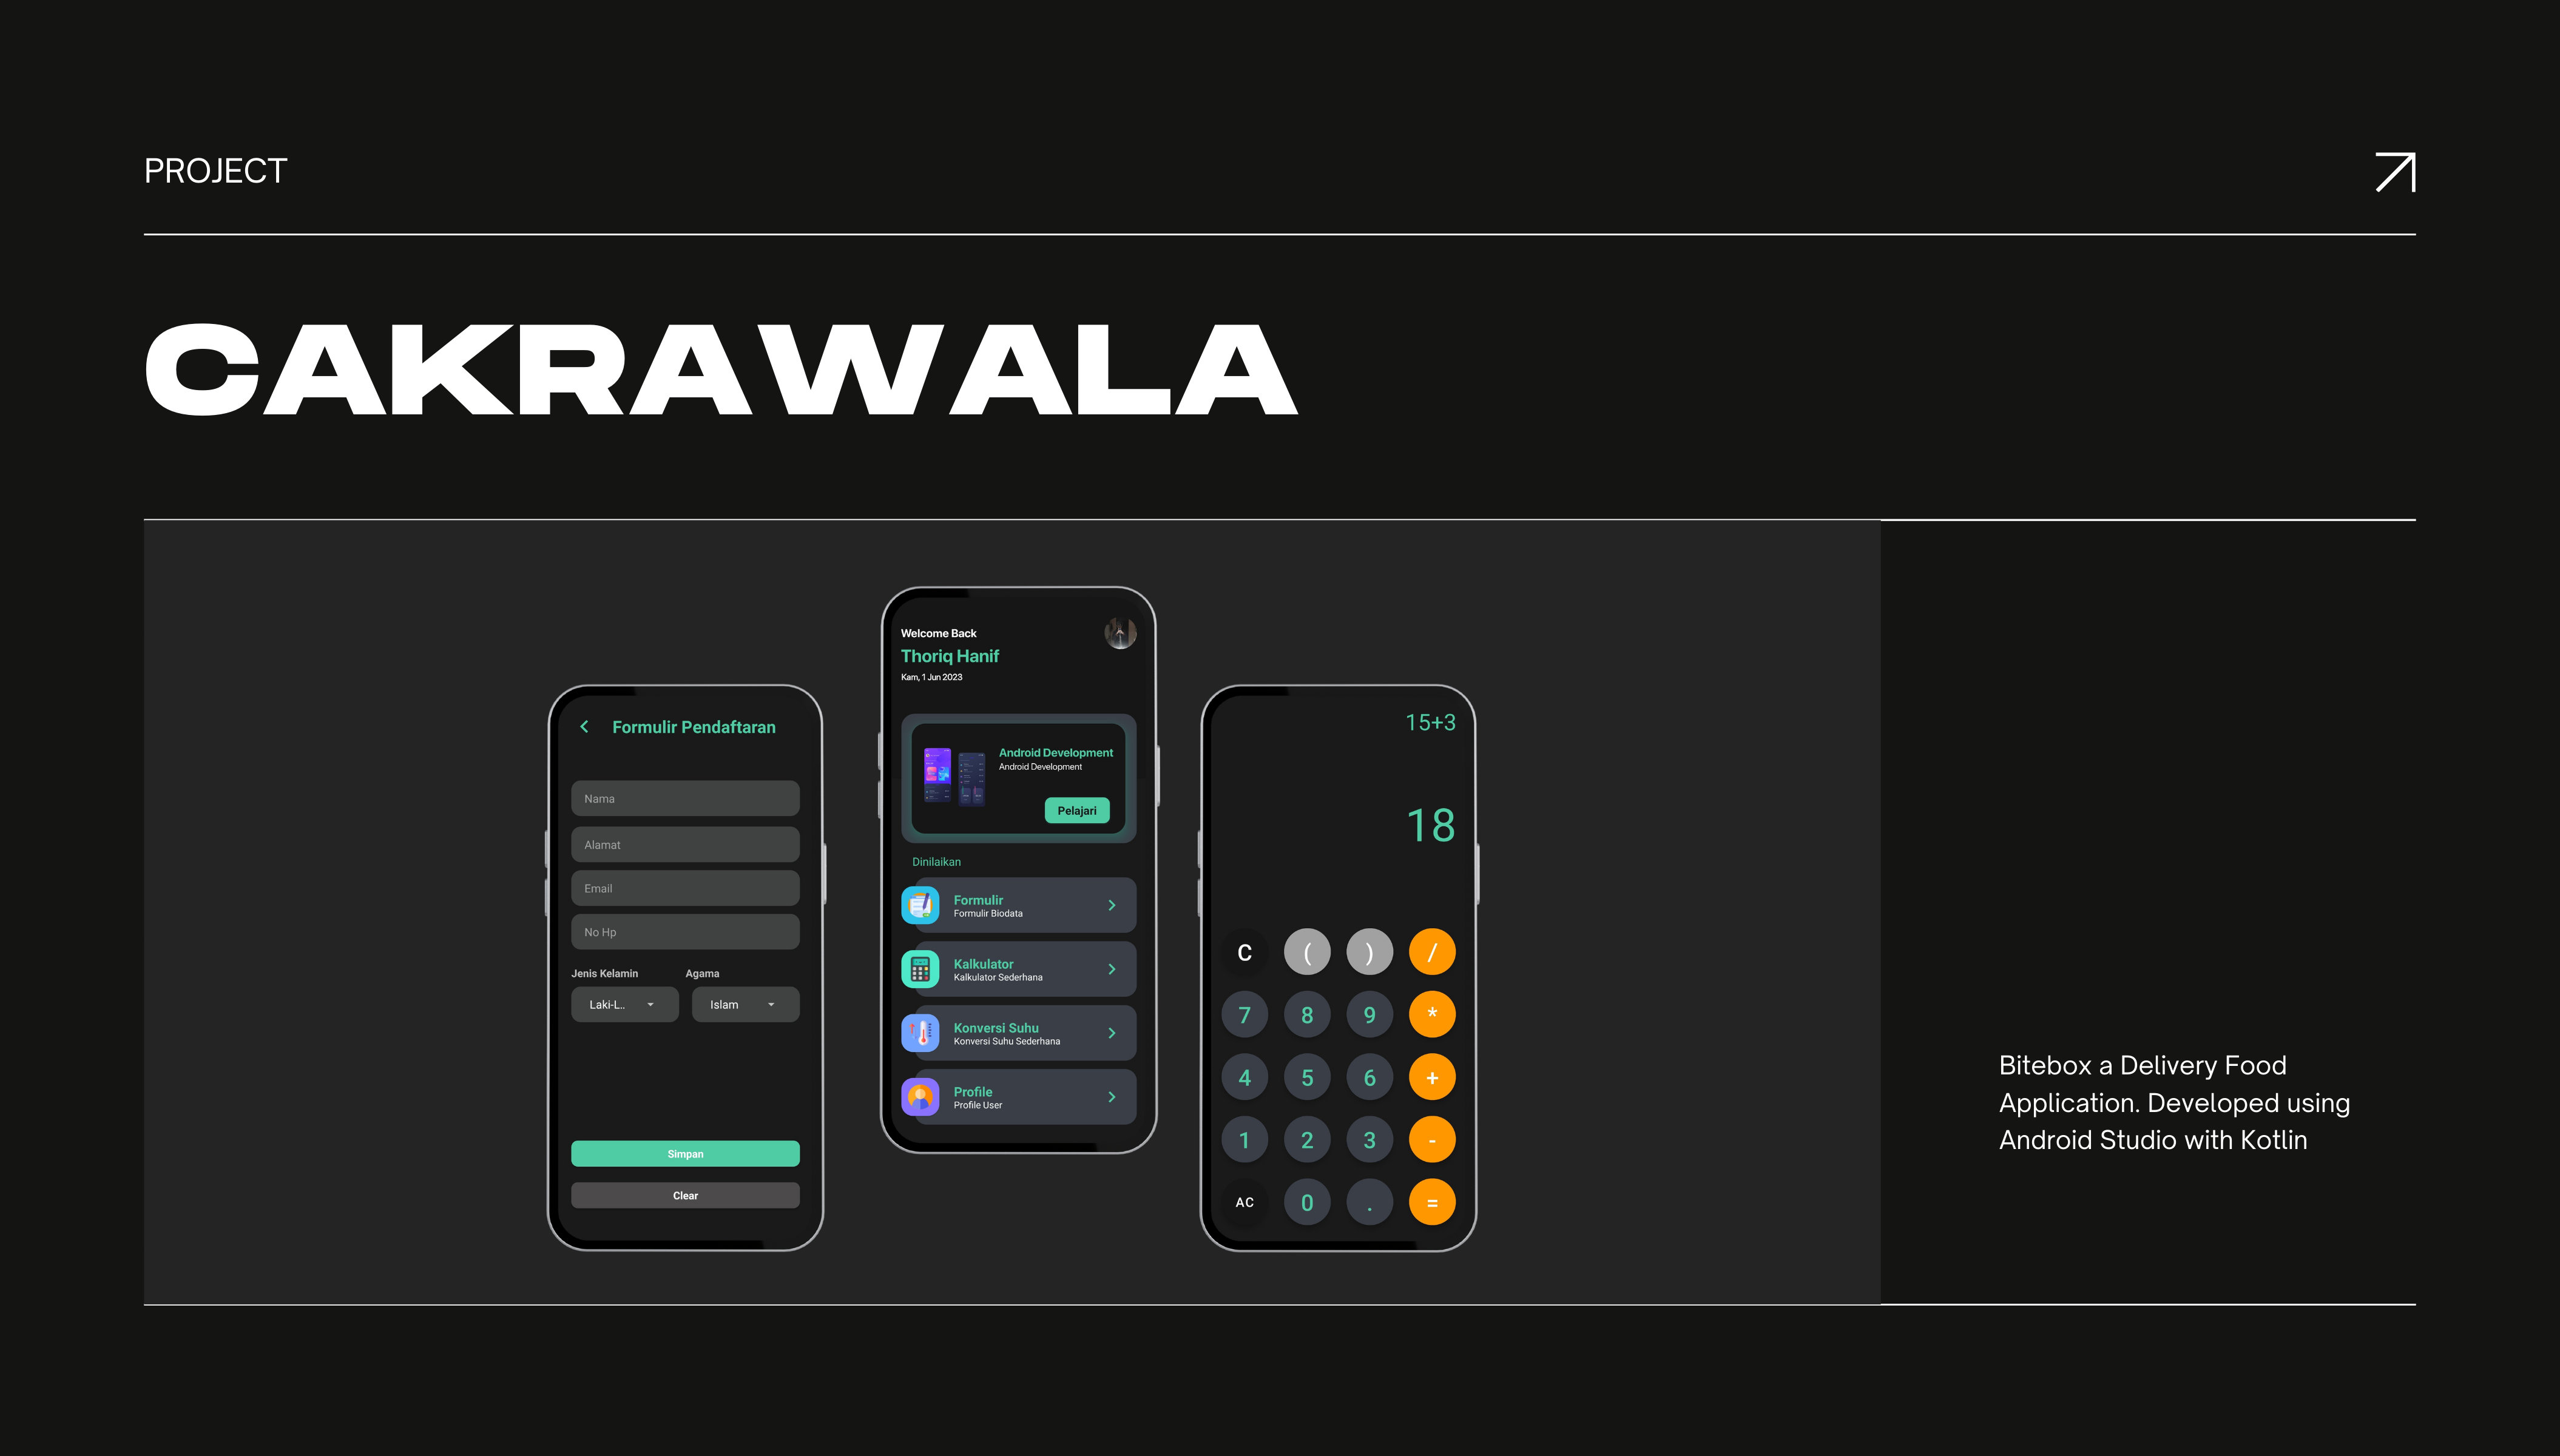 PROJECT
CAKRAWALA
Formulir Pendaftaran
Nama
Alamat
Email
No Hp
Jenis Kelamin Agama
Laki-L.. Islam
Simpan
Clear
Welcome Back
Thoriq Hanif
Kam, 1 Jun 2023
Android Development
Android Development
Pelajari
Dinilaikan
Formulir
Formulir Biodata
Kalkulator
Kalkulator Sederhana
Konversi Suhu
Konversi Suhu Sederhana
Profile
Profile User
15+3
18
C ( ) /
7 8 9 *
4 5 6 +
1 2 3 -
AC 0 . =
Bitebox a Delivery Food
Application. Developed using
Android Studio with Kotlin